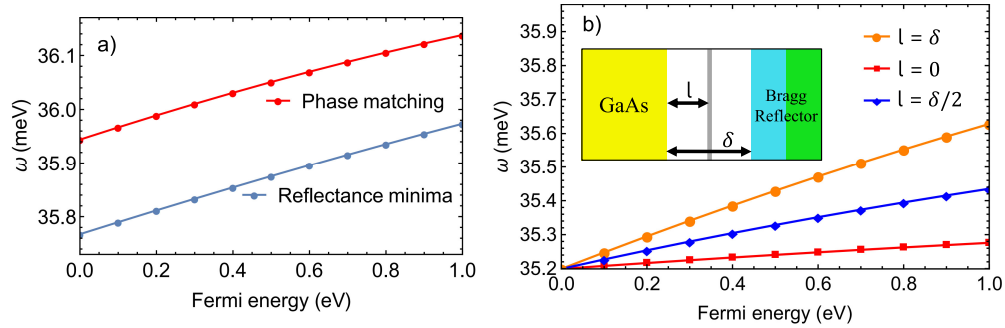 a)
ω (meV)
36.1
36.0
35.9
35.8
Phase matching
Reflectance minima
0.0 0.2 0.4 0.6 0.8 1.0
Fermi energy (eV)
b)
ω (meV)
35.9
35.8
35.7
35.6
35.5
35.4
35.3
35.2
l = δ
l = 0
l = δ/2
GaAs
l
δ
Bragg
Reflector
0.0 0.2 0.4 0.6 0.8 1.0
Fermi energy (eV)